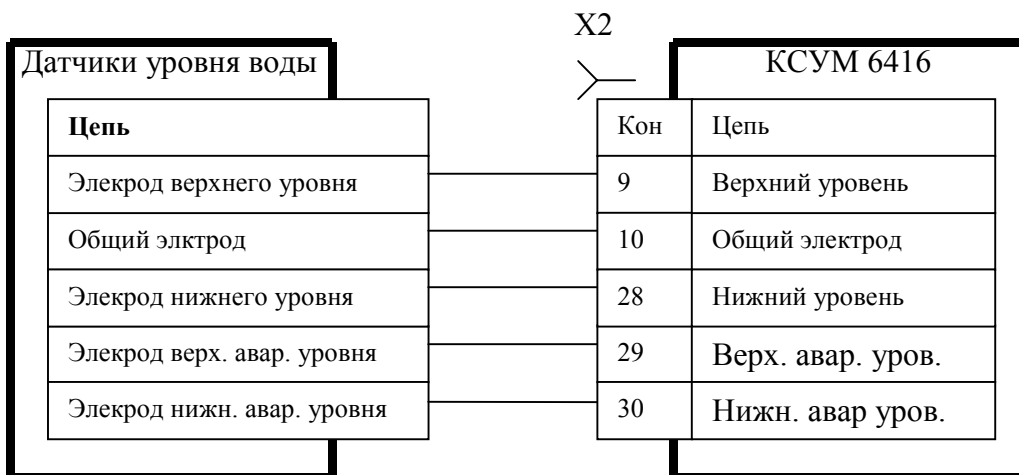 X2
Датчики уровня воды
КСУМ 6416
Цепь
Кон Цепь
Элекрод верхнего уровня
9 Верхний уровень
Общий элктрод
10 Общий электрод
Элекрод нижнего уровня
28 Нижний уровень
Элекрод верх. авар. уровня
29 Верх. авар. уров.
Элекрод нижн. авар. уровня
30 Нижн. авар уров.